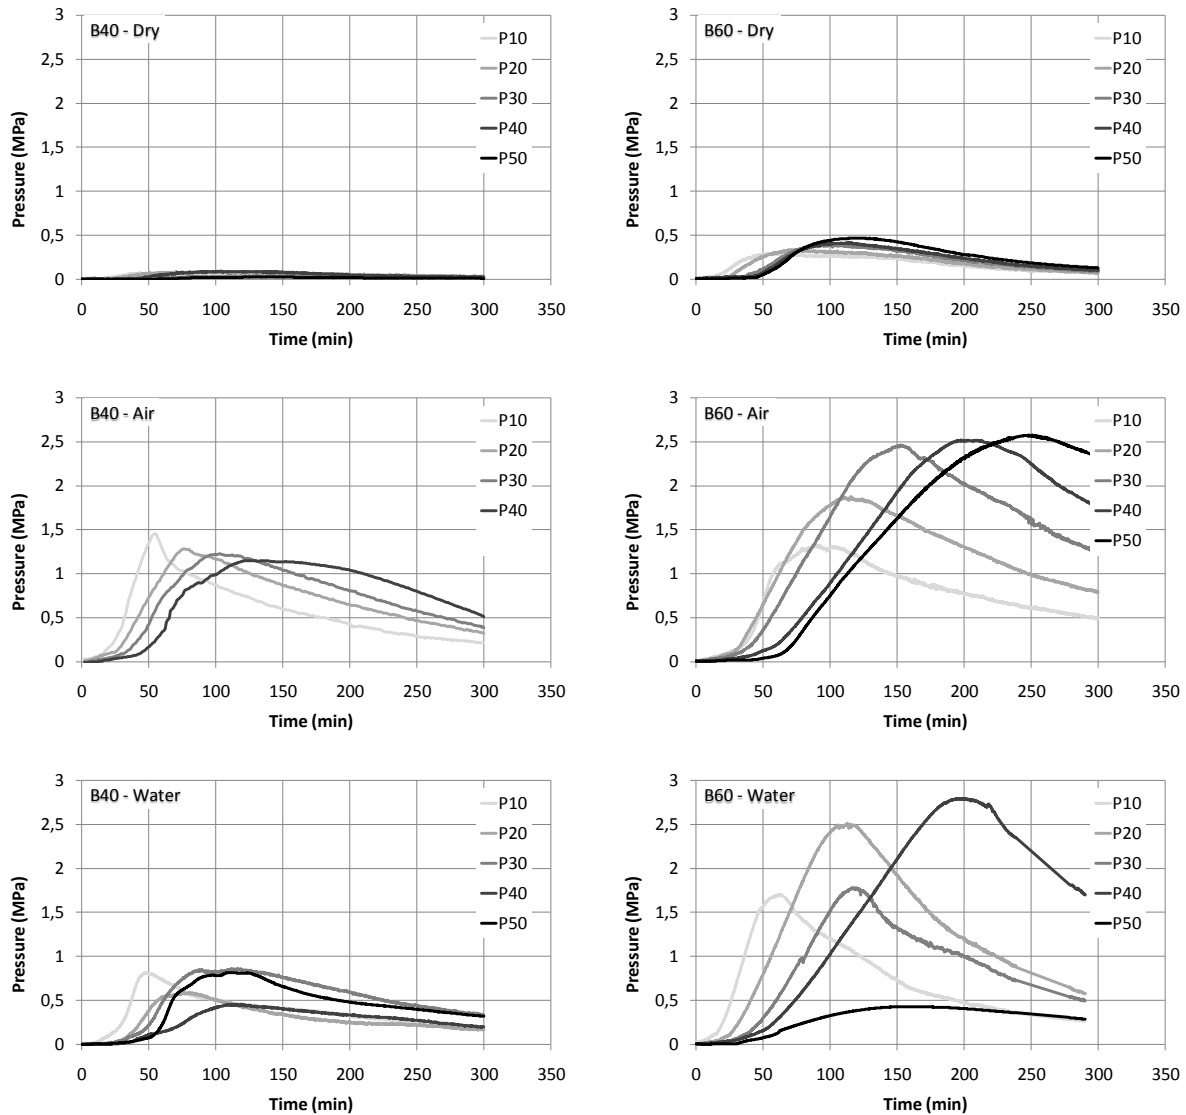 B40 - Dry
3
2,5
2
1,5
1
0,5
0
0 50 100 150 200 250 300 350
Pressure (MPa)
Time (min)
P10
P20
P30
P40
P50
B60 - Dry
3
2,5
2
1,5
1
0,5
0
0 50 100 150 200 250 300 350
Pressure (MPa)
Time (min)
P10
P20
P30
P40
P50
B40 - Air
3
2,5
2
1,5
1
0,5
0
0 50 100 150 200 250 300 350
Pressure (MPa)
Time (min)
P10
P20
P30
P40
B60 - Air
3
2,5
2
1,5
1
0,5
0
0 50 100 150 200 250 300 350
Pressure (MPa)
Time (min)
P10
P20
P30
P40
P50
B40 - Water
3
2,5
2
1,5
1
0,5
0
0 50 100 150 200 250 300 350
Pressure (MPa)
Time (min)
P10
P20
P30
P40
P50
B60 - Water
3
2,5
2
1,5
1
0,5
0
0 50 100 150 200 250 300 350
Pressure (MPa)
Time (min)
P10
P20
P30
P40
P50